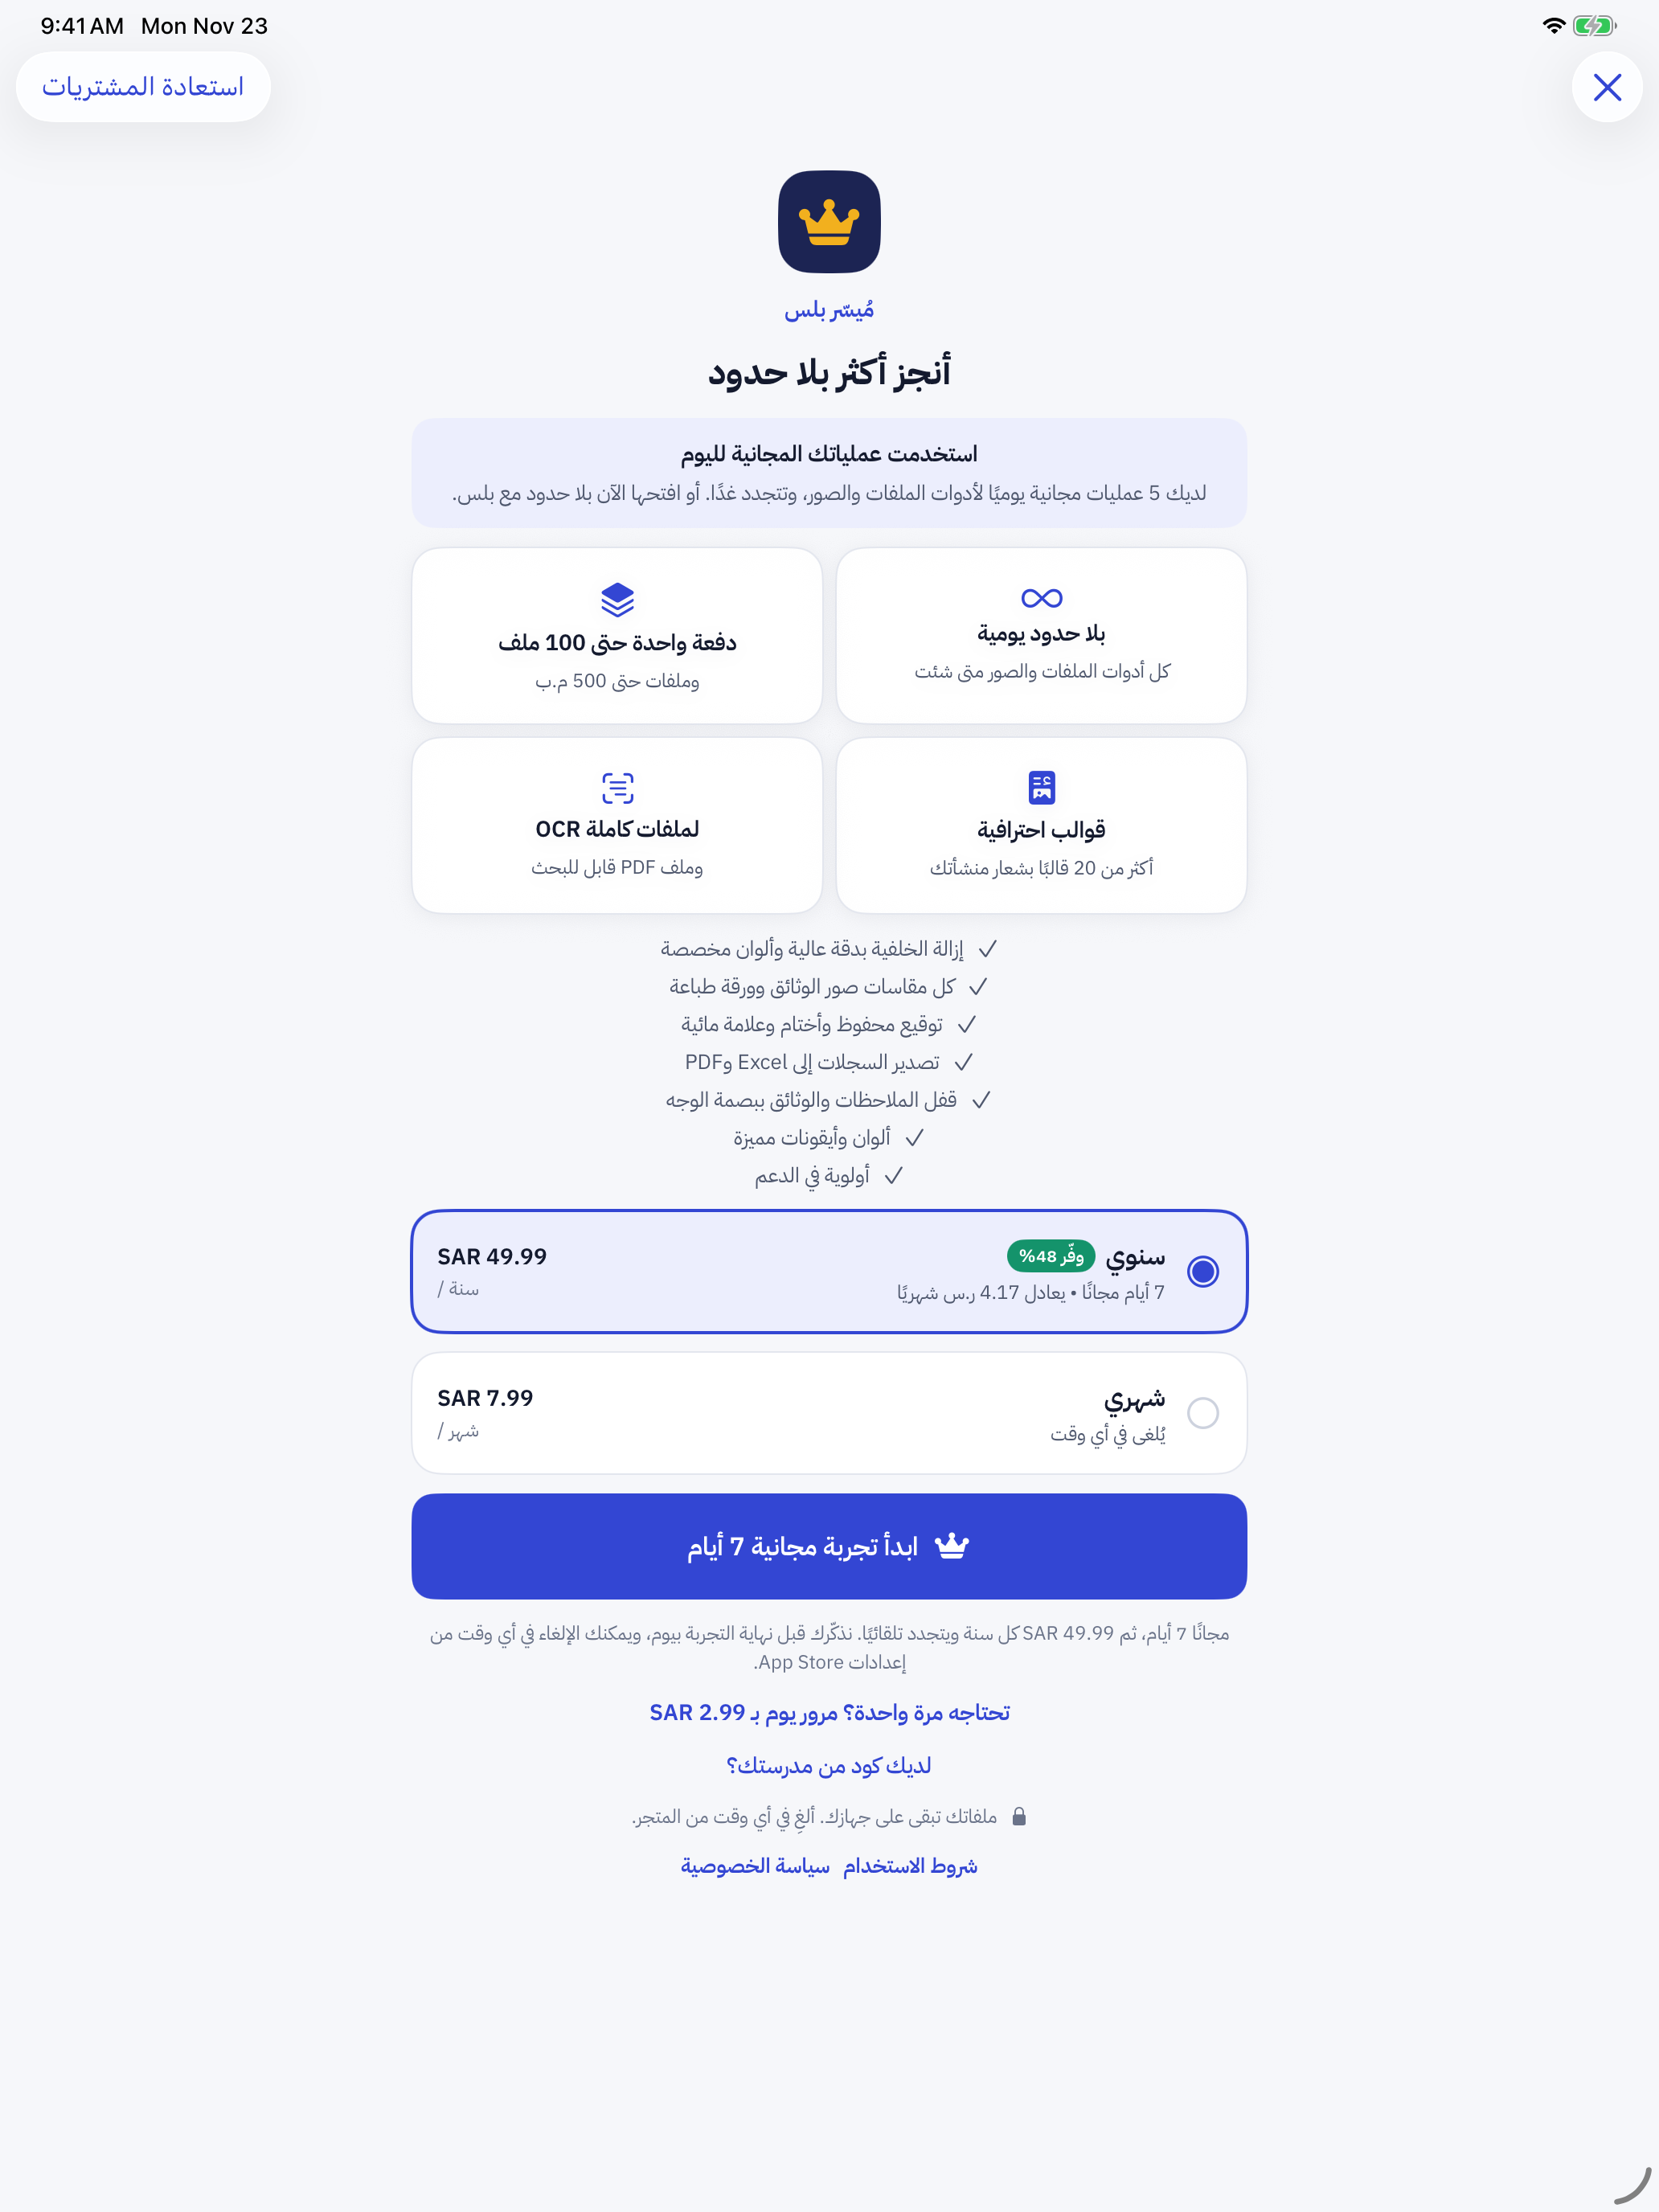 9:41 AM Mon Nov 23
استعادة المشتريات
مُيسّر بلس
أنجز أكثر بلا حدود
استخدمت عملياتك المجانية لليوم
لديك 5 عمليات مجانية يوميًا لأدوات الملفات والصور، وتتجدد غدًا. أو افتحها الآن بلا حدود مع بلس.
بلا حدود يومية
كل أدوات الملفات والصور متى شئت
دفعة واحدة حتى 100 ملف
وملفات حتى 500 م.ب
قوالب احترافية
أكثر من 20 قالبًا بشعار منشأتك
لملفات كاملة OCR
وملف PDF قابل للبحث
إزالة الخلفية بدقة عالية وألوان مخصصة
كل مقاسات صور الوثائق وورقة طباعة
توقيع محفوظ وأختام وعلامة مائية
تصدير السجلات إلى Excel وPDF
قفل الملاحظات والوثائق ببصمة الوجه
ألوان وأيقونات مميزة
أولوية في الدعم
سنوي وفّر 48%
SAR 49.99
7 أيام مجانًا • يعادل 4.17 ر.س شهريًا
/ سنة
شهري
SAR 7.99
يُلغى في أي وقت
/ شهر
ابدأ تجربة مجانية 7 أيام
مجانًا 7 أيام، ثم SAR 49.99 كل سنة ويتجدد تلقائيًا. نذكّرك قبل نهاية التجربة بيوم، ويمكنك الإلغاء في أي وقت من
إعدادات App Store.
تحتاجه مرة واحدة؟ مرور يوم بـ SAR 2.99
لديك كود من مدرستك؟
ملفاتك تبقى على جهازك. ألغِ في أي وقت من المتجر.
شروط الاستخدام سياسة الخصوصية